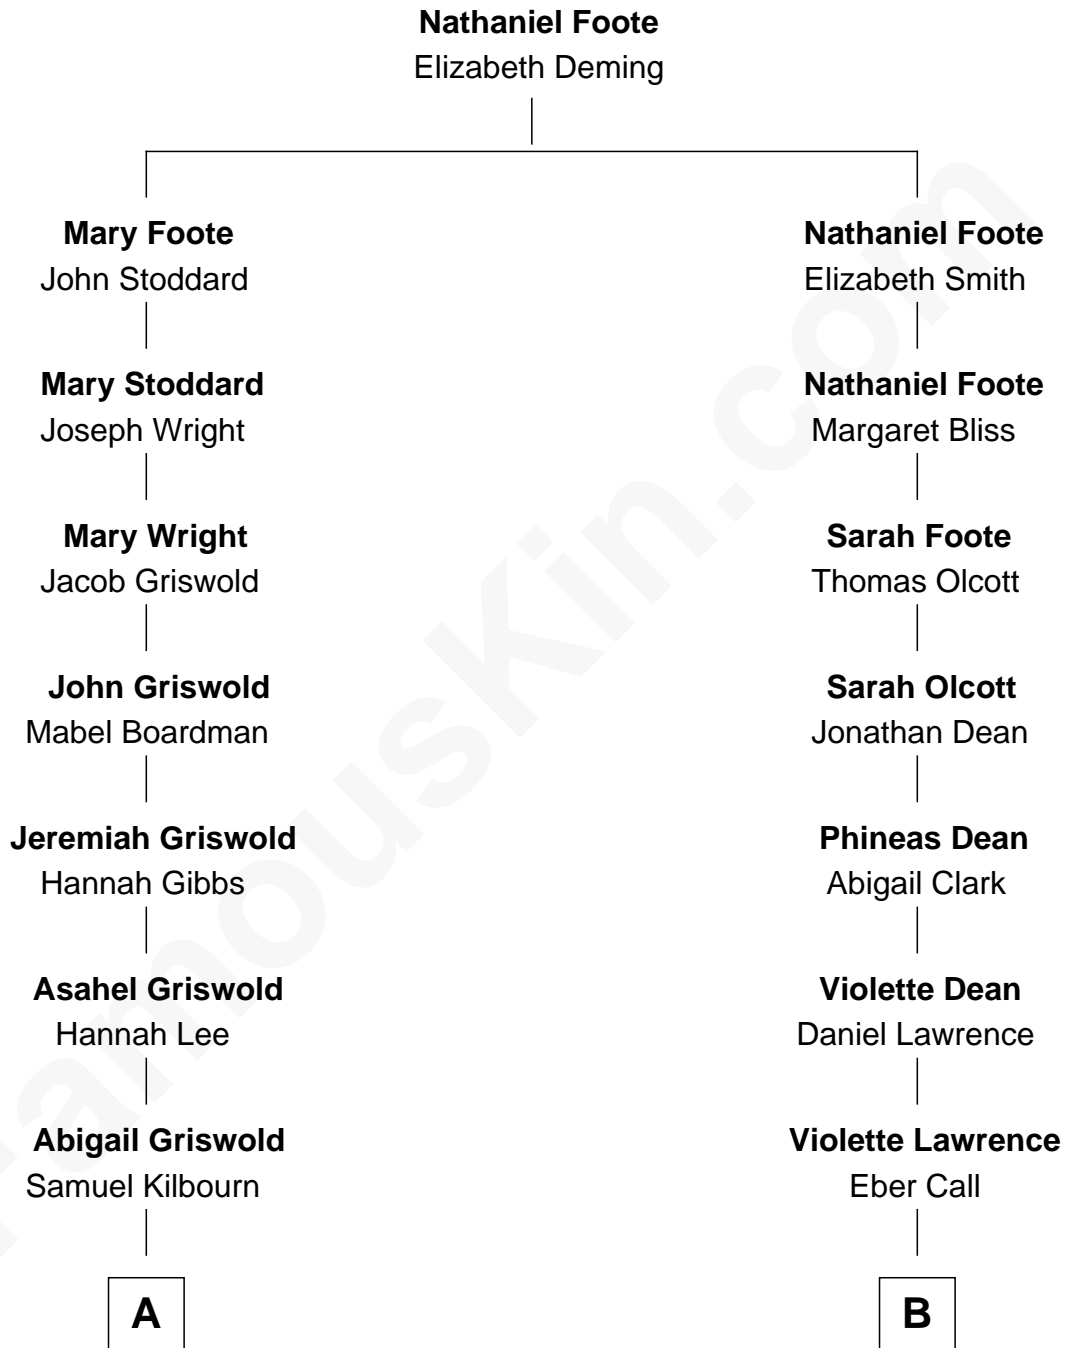 Nathaniel Foote
Elizabeth Deming
Mary Foote
John Stoddard
Nathaniel Foote
Elizabeth Smith
Mary Stoddard
Joseph Wright
Nathaniel Foote
Margaret Bliss
Mary Wright
Jacob Griswold
Sarah Foote
Thomas Olcott
John Griswold
Mabel Boardman
Sarah Olcott
Jonathan Dean
Jeremiah Griswold
Hannah Gibbs
Phineas Dean
Abigail Clark
Asahel Griswold
Hannah Lee
Violette Dean
Daniel Lawrence
Abigail Griswold
Samuel Kilbourn
Violette Lawrence
Eber Call
A
B
FamousKin.com